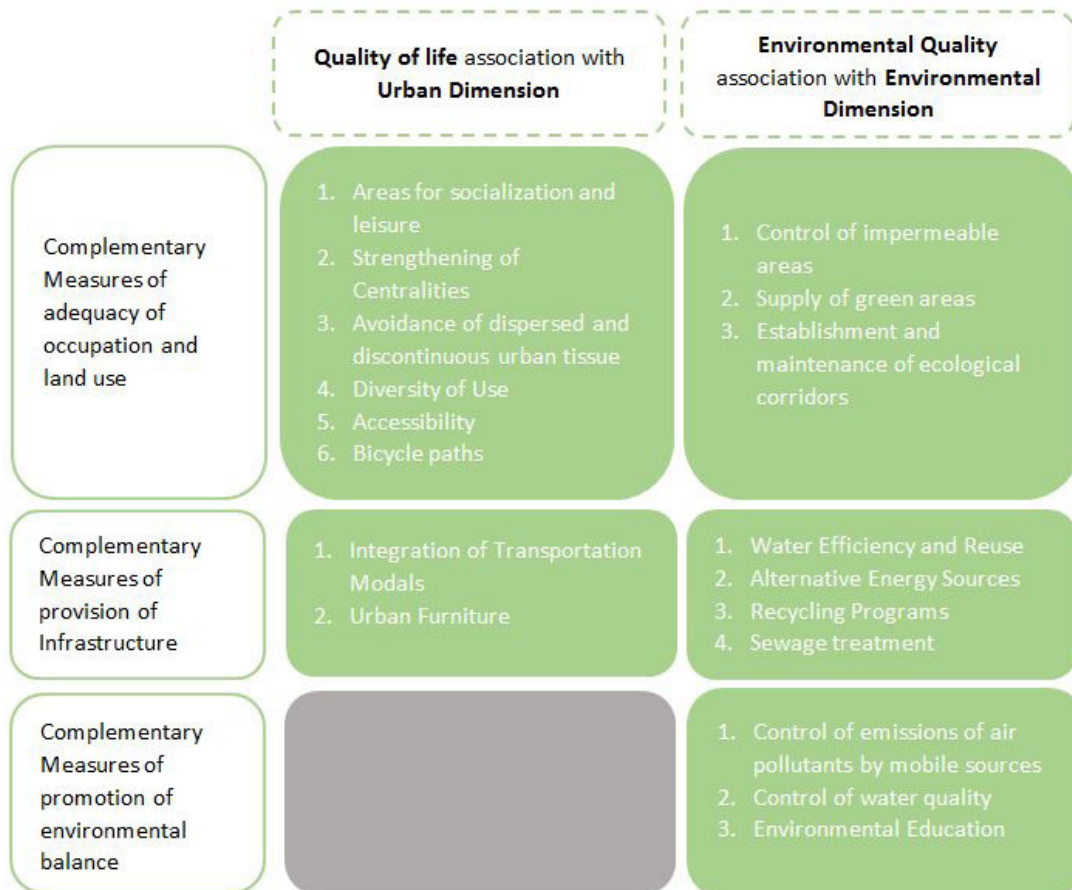 Quality of life association with
Urban Dimension
Environmental Quality
association with Environmental
Dimension
Complementary
Measures of
adequacy of
occupation and
land use
1. Areas for socialization and
leisure
2. Strengthening of
Centralities
3. Avoidance of dispersed and
discontinuous urban tissue
4. Diversity of Use
5. Accessibility
6. Bicycle paths
1. Control of impermeable
areas
2. Supply of green areas
3. Establishment and
maintenance of ecological
corridors
Complementary
Measures of
provision of
Infrastructure
1. Integration of Transportation
Modals
2. Urban Furniture
1. Water Efficiency and Reuse
2. Alternative Energy Sources
3. Recycling Programs
4. Sewage treatment
Complementary
Measures of
promotion of
environmental
balance
1. Control of emissions of air
pollutants by mobile sources
2. Control of water quality
3. Environmental Education